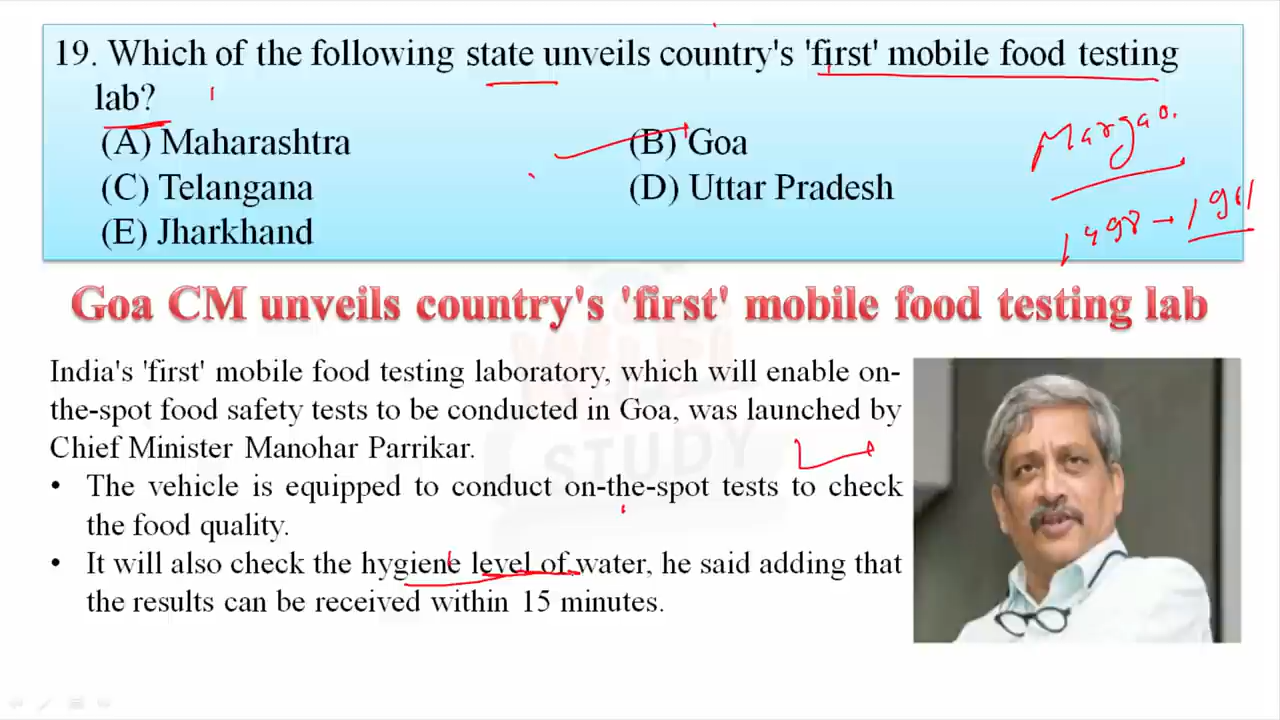 19. Which of the following state unveils country's 'first' mobile food testing
lab?
(A) Maharashtra (B) Goa
(C) Telangana (D) Uttar Pradesh
(E) Jharkhand
Margao.
1498 → 1961
Goa CM unveils country's 'first' mobile food testing lab
India's 'first' mobile food testing laboratory, which will enable on-
the-spot food safety tests to be conducted in Goa, was launched by
Chief Minister Manohar Parrikar.
• The vehicle is equipped to conduct on-the-spot tests to check
the food quality.
• It will also check the hygiene level of water, he said adding that
the results can be received within 15 minutes.
STUDY